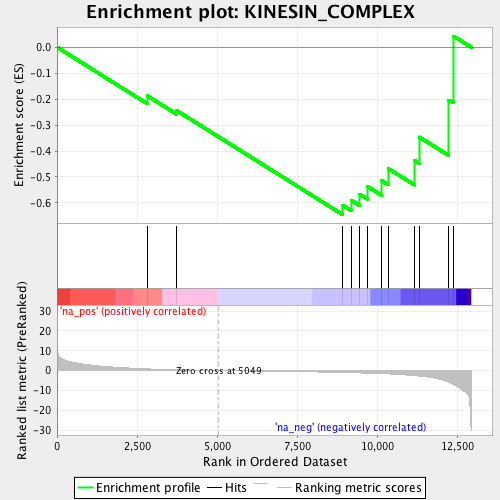 Enrichment plot: KINESIN_COMPLEX
Enrichment score (ES)
0.0
-0.1
-0.2
-0.3
-0.4
-0.5
-0.6
'na_pos' (positively correlated)
Ranked list metric (PreRanked)
30
20
10
0
-10
-20
-30
Zero cross at 5049
'na_neg' (negatively correlated)
0
2,500
5,000
7,500
10,000
12,500
Rank in Ordered Dataset
Enrichment profile
Hits
Ranking metric scores